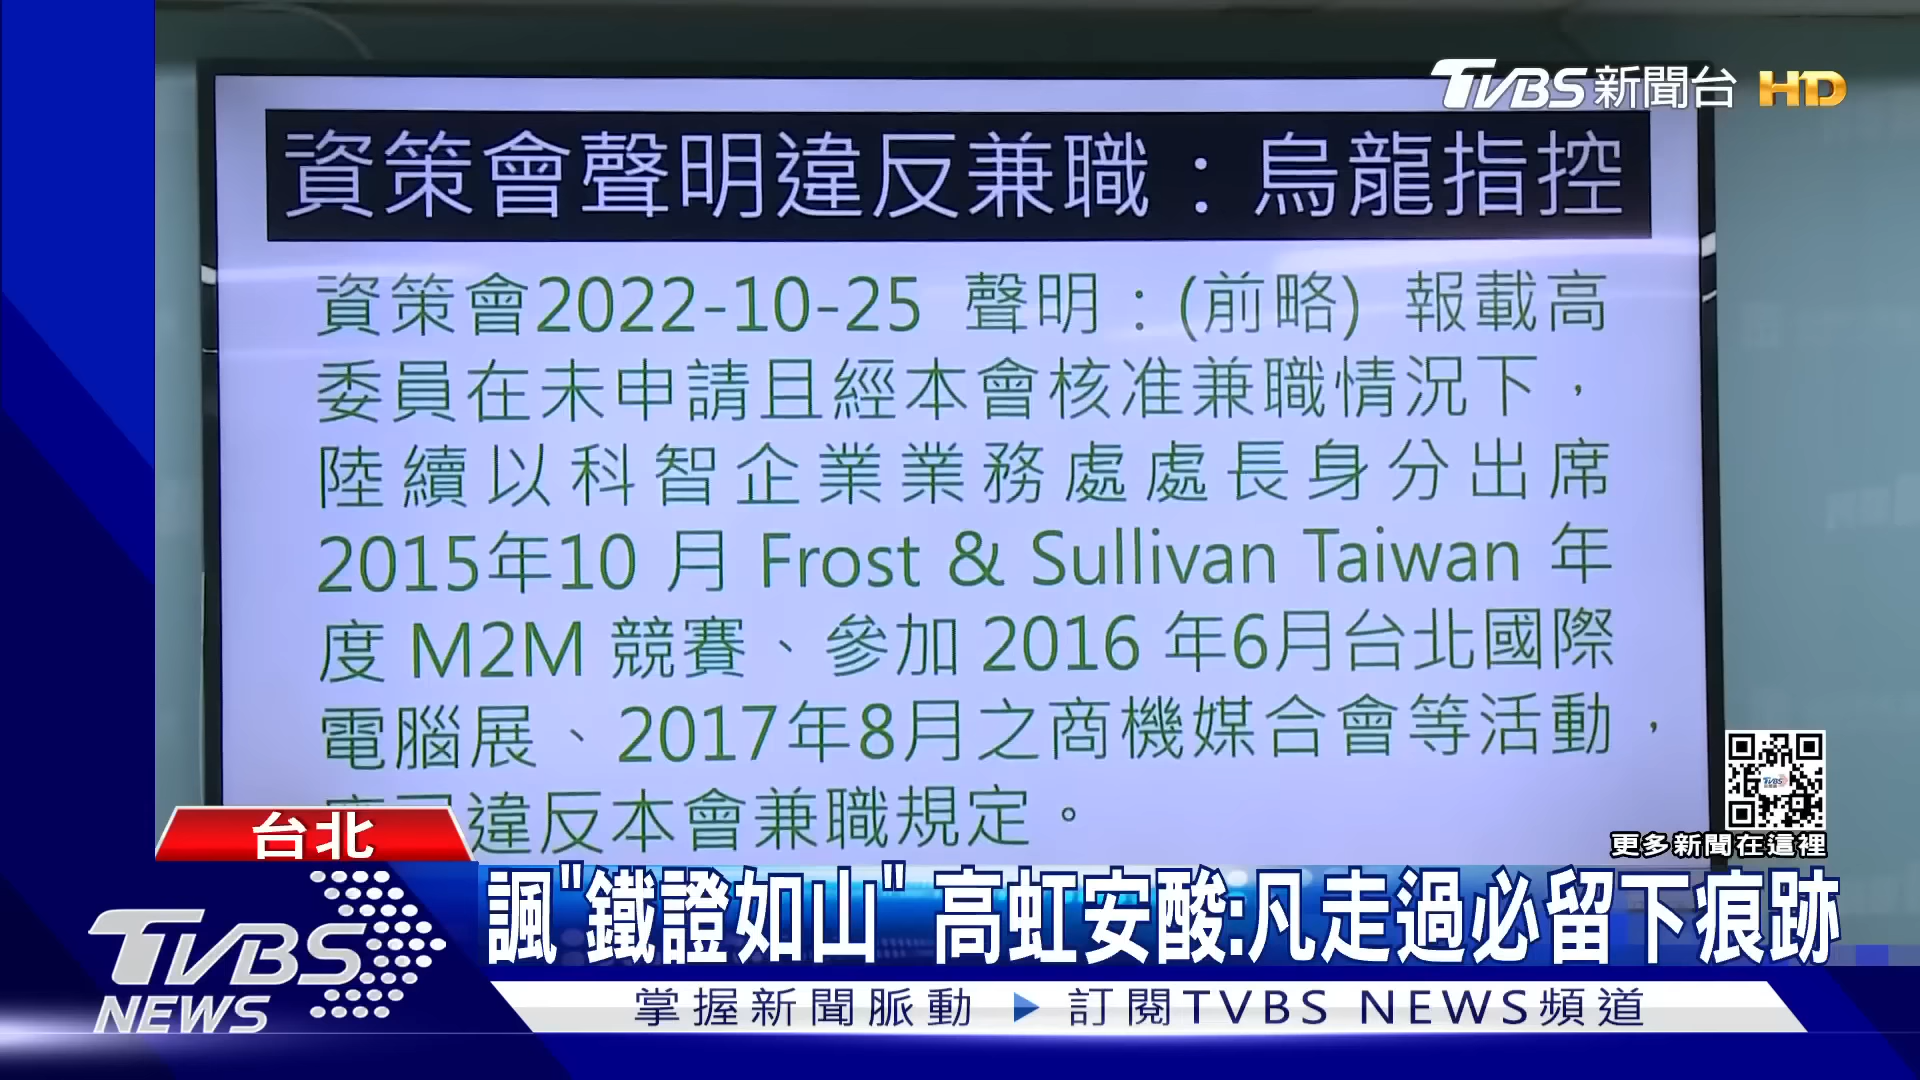 TVBS新聞台 HD
資策會聲明違反兼職：烏龍指控
資策會2022-10-25 聲明：(前略) 報載高
委員在未申請且經本會核准兼職情況下，
陸續以科智企業業務處處長身分出席
2015年10 月 Frost & Sullivan Taiwan 年
度 M2M 競賽、參加 2016 年6月台北國際
電腦展、2017年8月之商機媒合會等活動，
違反本會兼職規定。
TVBS
更多新聞在這裡
台北
諷"鐵證如山" 高虹安酸:凡走過必留下痕跡
TVBS NEWS
掌握新聞脈動 ▶ 訂閱TVBS NEWS頻道